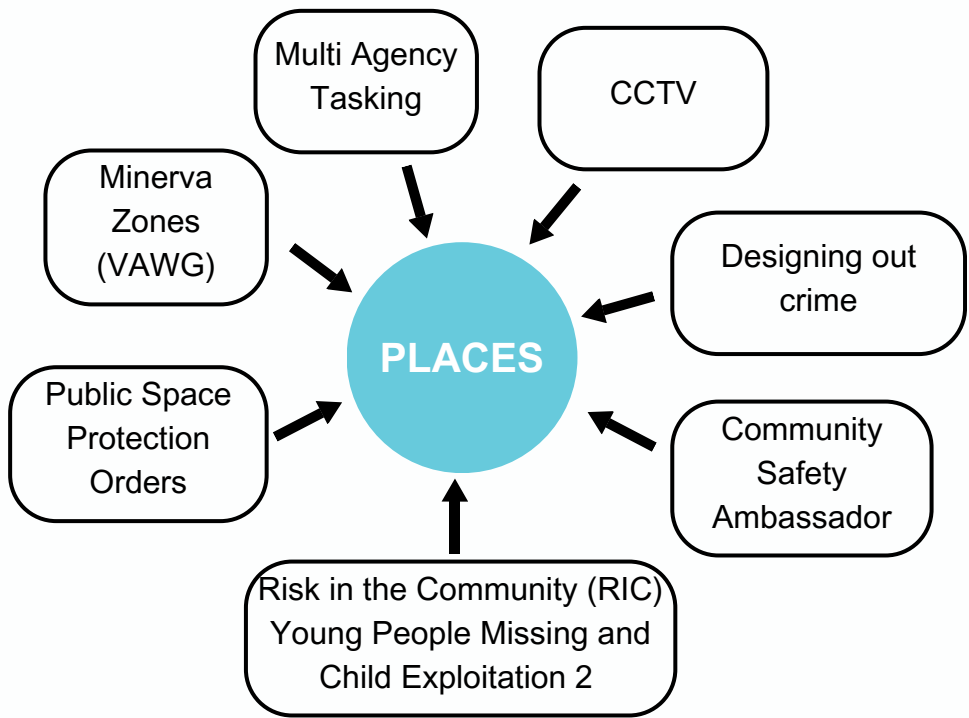 Multi Agency
Tasking
CCTV
Minerva
Zones
(VAWG)
Designing out
crime
PLACES
Public Space
Protection
Orders
Community
Safety
Ambassador
Risk in the Community (RIC)
Young People Missing and
Child Exploitation 2